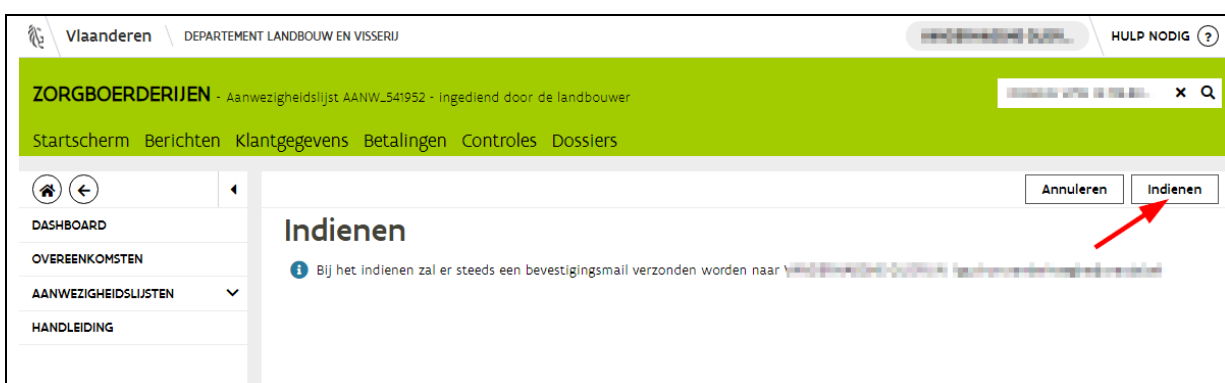 Vlaanderen DEPARTEMENT LANDBOUW EN VISSERIJ HULP NODIG ?
ZORGBOERDERIJEN - Aanwezigheidslijst AANW_541952 - ingediend door de landbouwer
Startscherm Berichten Klantgegevens Betalingen Controles Dossiers
Annuleren Indienen
DASHBOARD
Indienen
OVEREENKOMSTEN
Bij het indienen zal er steeds een bevestigingsmail verzonden worden naar
AANWEZIGHEIDSLIJSTEN
HANDLEIDING